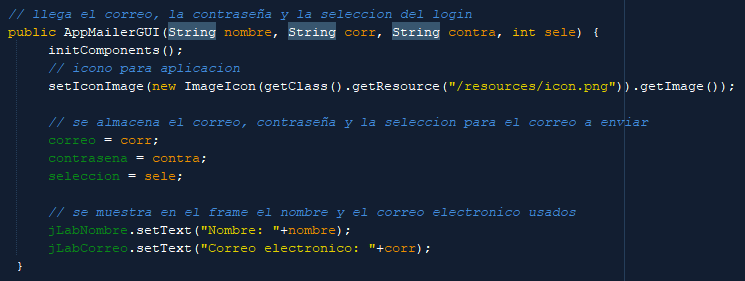 // llega el correo, la contraseña y la seleccion del login
public AppMailerGUI(String nombre, String corr, String contra, int sele) {
initComponents();
// icono para aplicacion
setIconImage(new ImageIcon(getClass().getResource("/resources/icon.png")).getImage());
// se almacena el correo, contraseña y la seleccion para el correo a enviar
correo = corr;
contrasena = contra;
seleccion = sele;
// se muestra en el frame el nombre y el correo electronico usados
jLabNombre.setText("Nombre: "+nombre);
jLabCorreo.setText("Correo electronico: "+corr);
}